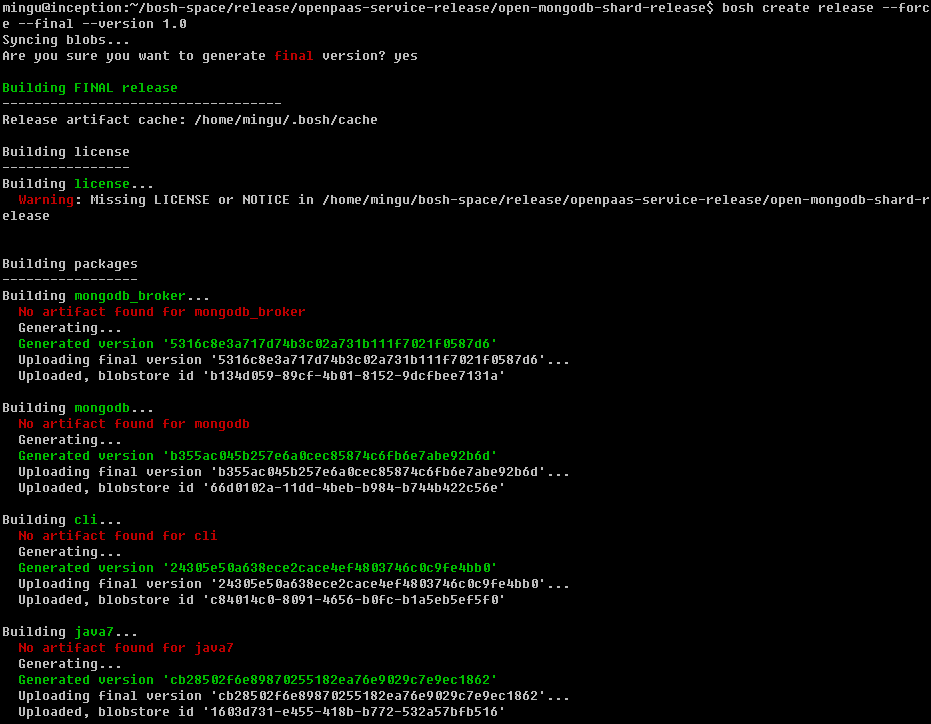 mingu@inception:~/bosh-space/release/openpaas-service-release/open-mongodb-shard-release$ bosh create release --forc
e --final --version 1.0
Syncing blobs...
Are you sure you want to generate final version? yes
Building FINAL release
-----------------------------------
Release artifact cache: /home/mingu/.bosh/cache
Building license
----------------
Building license...
  Warning: Missing LICENSE or NOTICE in /home/mingu/bosh-space/release/openpaas-service-release/open-mongodb-shard-r
elease
Building packages
-----------------
Building mongodb_broker...
  No artifact found for mongodb_broker
  Generating...
  Generated version '5316c8e3a717d74b3c02a731b111f7021f0587d6'
  Uploading final version '5316c8e3a717d74b3c02a731b111f7021f0587d6'...
  Uploaded, blobstore id 'b134d059-89cf-4b01-8152-9dcfbee7131a'
Building mongodb...
  No artifact found for mongodb
  Generating...
  Generated version 'b355ac045b257e6a0cec85874c6fb6e7abe92b6d'
  Uploading final version 'b355ac045b257e6a0cec85874c6fb6e7abe92b6d'...
  Uploaded, blobstore id '66d0102a-11dd-4beb-b984-b744b422c56e'
Building cli...
  No artifact found for cli
  Generating...
  Generated version '24305e50a638ece2cace4ef4803746c0c9fe4bb0'
  Uploading final version '24305e50a638ece2cace4ef4803746c0c9fe4bb0'...
  Uploaded, blobstore id 'c84014c0-8091-4656-b0fc-b1a5eb5ef5f0'
Building java7...
  No artifact found for java7
  Generating...
  Generated version 'cb28502f6e89870255182ea76e9029c7e9ec1862'
  Uploading final version 'cb28502f6e89870255182ea76e9029c7e9ec1862'...
  Uploaded, blobstore id '1603d731-e455-418b-b772-532a57bfb516'